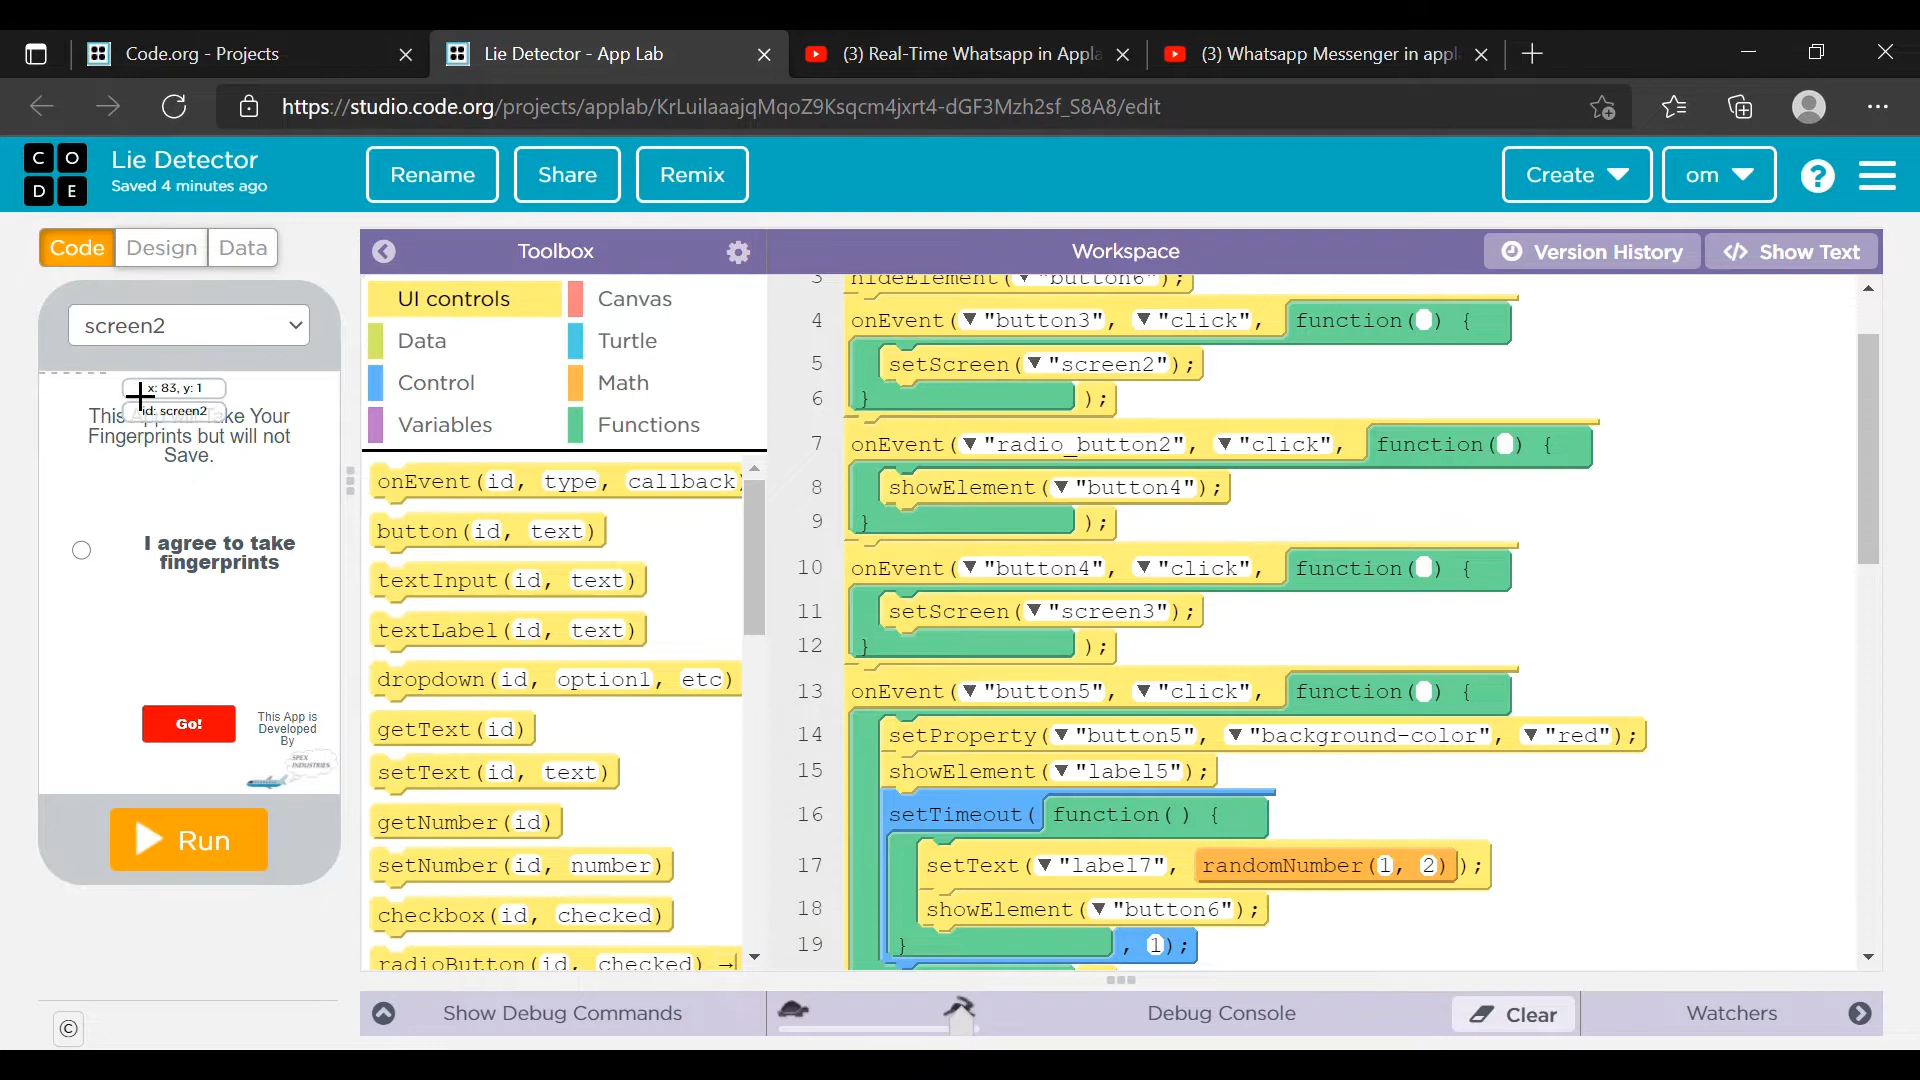 Code.org - Projects
Lie Detector - App Lab
(3) Real-Time Whatsapp in Appla
(3) Whatsapp Messenger in appl
https://studio.code.org/projects/applab/KrLuilaaajqMqoZ9Ksqcm4jxrt4-dGF3Mzh2sf_S8A8/edit
C O D E
Lie Detector
Saved 4 minutes ago
Rename
Share
Remix
Create
om
?
Code
Design
Data
Toolbox
Workspace
Version History
Show Text
screen2
x: 83, y: 1
id: screen2
This App will Take Your
Fingerprints but will not
Save.
I agree to take
fingerprints
Go!
This App is
Developed
By
SPEX
INDUSTRIES
Run
©
UI controls
Canvas
Data
Turtle
Control
Math
Variables
Functions
onEvent(id, type, callback)
button(id, text)
textInput(id, text)
textLabel(id, text)
dropdown(id, option1, etc)
getText(id)
setText(id, text)
getNumber(id)
setNumber(id, number)
checkbox(id, checked)
radioButton(id, checked)
3 hideElement("button6");
4 onEvent("button3", "click", function( ) {
5 setScreen("screen2");
6 } );
7 onEvent("radio_button2", "click", function( ) {
8 showElement("button4");
9 } );
10 onEvent("button4", "click", function( ) {
11 setScreen("screen3");
12 } );
13 onEvent("button5", "click", function( ) {
14 setProperty("button5", "background-color", "red");
15 showElement("label5");
16 setTimeout(function() {
17 setText("label7", randomNumber(1, 2));
18 showElement("button6");
19 } , 1);
Show Debug Commands
Debug Console
Clear
Watchers